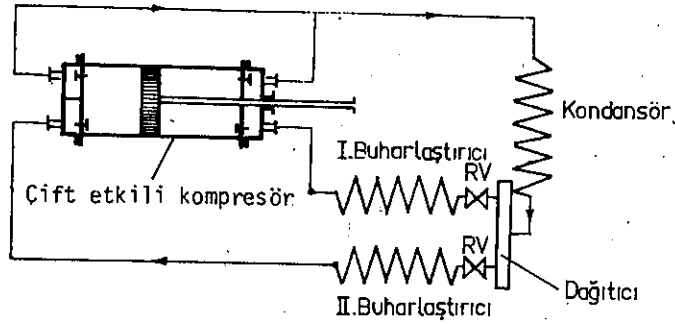 Kondansör
I.Buharlaştırıcı
RV
Çift etkili kompresör
RV
II.Buharlaştırıcı
Dağıtıcı